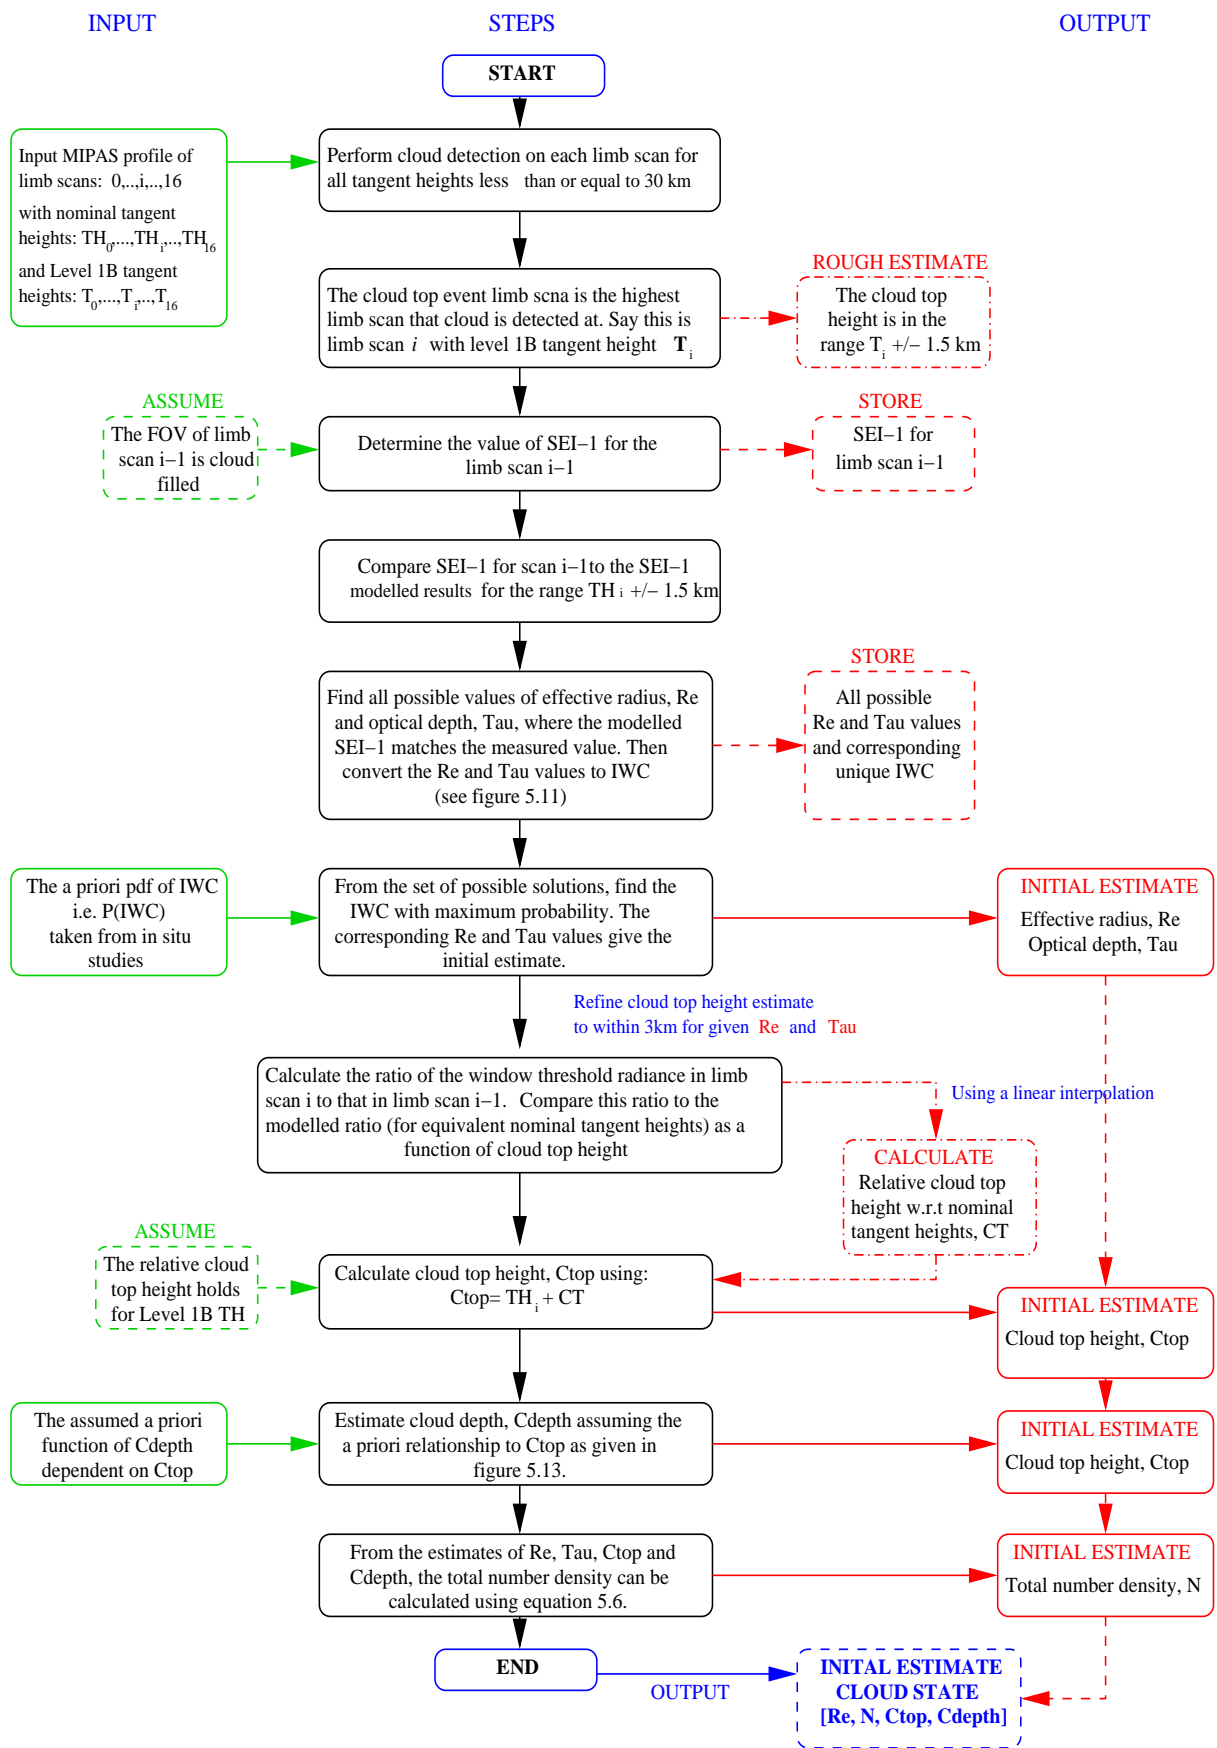 INPUT
STEPS
OUTPUT
START
Input MIPAS profile of
limb scans: 0,..,i,..,16
with nominal tangent
heights: TH0,...,THi,..,TH16
and Level 1B tangent
heights: T0,...,Ti,..,T16
Perform cloud detection on each limb scan for
all tangent heights less than or equal to 30 km
The cloud top event limb scna is the highest
limb scan that cloud is detected at. Say this is
limb scan i with level 1B tangent height Ti
ROUGH ESTIMATE
The cloud top
height is in the
range Ti +/− 1.5 km
ASSUME
The FOV of limb
scan i−1 is cloud
filled
Determine the value of SEI−1 for the
limb scan i−1
STORE
SEI−1 for
limb scan i−1
Compare SEI−1 for scan i−1to the SEI−1
modelled results for the range THi +/− 1.5 km
Find all possible values of effective radius, Re
and optical depth, Tau, where the modelled
SEI−1 matches the measured value. Then
convert the Re and Tau values to IWC
(see figure 5.11)
STORE
All possible
Re and Tau values
and corresponding
unique IWC
The a priori pdf of IWC
i.e. P(IWC)
taken from in situ
studies
From the set of possible solutions, find the
IWC with maximum probability. The
corresponding Re and Tau values give the
initial estimate.
INITIAL ESTIMATE
Effective radius, Re
Optical depth, Tau
Refine cloud top height estimate
to within 3km for given Re and Tau
Calculate the ratio of the window threshold radiance in limb
scan i to that in limb scan i−1. Compare this ratio to the
modelled ratio (for equivalent nominal tangent heights) as a
function of cloud top height
Using a linear interpolation
CALCULATE
Relative cloud top
height w.r.t nominal
tangent heights, CT
ASSUME
The relative cloud
top height holds
for Level 1B TH
Calculate cloud top height, Ctop using:
Ctop= THi + CT
INITIAL ESTIMATE
Cloud top height, Ctop
The assumed a priori
function of Cdepth
dependent on Ctop
Estimate cloud depth, Cdepth assuming the
a priori relationship to Ctop as given in
figure 5.13.
INITIAL ESTIMATE
Cloud top height, Ctop
From the estimates of Re, Tau, Ctop and
Cdepth, the total number density can be
calculated using equation 5.6.
INITIAL ESTIMATE
Total number density, N
END
OUTPUT
INITAL ESTIMATE
CLOUD STATE
[Re, N, Ctop, Cdepth]